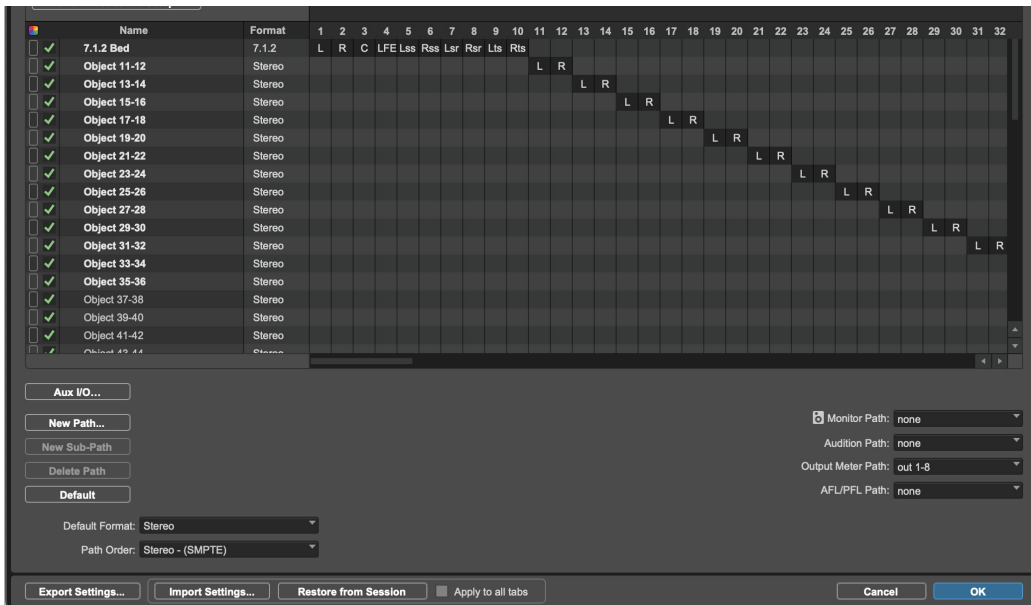 Name Format 1 2 3 4 5 6 7 8 9 10 11 12 13 14 15 16 17 18 19 20 21 22 23 24 25 26 27 28 29 30 31 32
7.1.2 Bed 7.1.2 L R C LFE Lss Rss Lsr Rsr Lts Rts
Object 11-12 Stereo L R
Object 13-14 Stereo L R
Object 15-16 Stereo L R
Object 17-18 Stereo L R
Object 19-20 Stereo L R
Object 21-22 Stereo L R
Object 23-24 Stereo L R
Object 25-26 Stereo L R
Object 27-28 Stereo L R
Object 29-30 Stereo L R
Object 31-32 Stereo L R
Object 33-34 Stereo
Object 35-36 Stereo
Object 37-38 Stereo
Object 39-40 Stereo
Object 41-42 Stereo
Object 43-44 Stereo
Aux I/O...
New Path...
New Sub-Path
Delete Path
Default
Default Format: Stereo
Path Order: Stereo - (SMPTE)
Monitor Path: none
Audition Path: none
Output Meter Path: out 1-8
AFL/PFL Path: none
Export Settings... Import Settings... Restore from Session Apply to all tabs Cancel OK